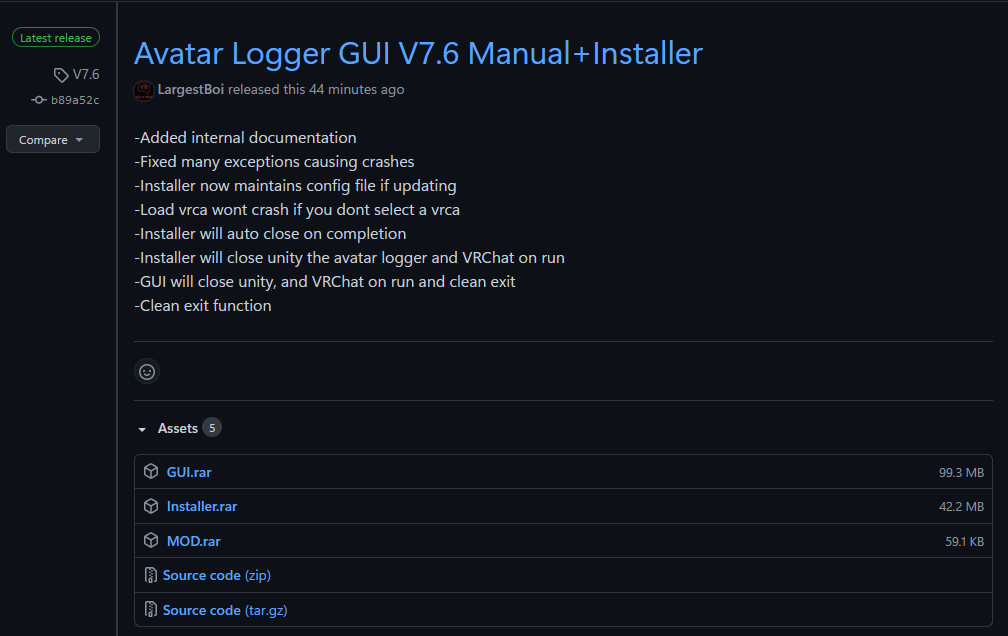 Latest release
V7.6
b89a52c
Compare
Avatar Logger GUI V7.6 Manual+Installer
LargestBoi released this 44 minutes ago
-Added internal documentation
-Fixed many exceptions causing crashes
-Installer now maintains config file if updating
-Load vrca wont crash if you dont select a vrca
-Installer will auto close on completion
-Installer will close unity the avatar logger and VRChat on run
-GUI will close unity, and VRChat on run and clean exit
-Clean exit function
Assets 5
GUI.rar 99.3 MB
Installer.rar 42.2 MB
MOD.rar 59.1 KB
Source code (zip)
Source code (tar.gz)